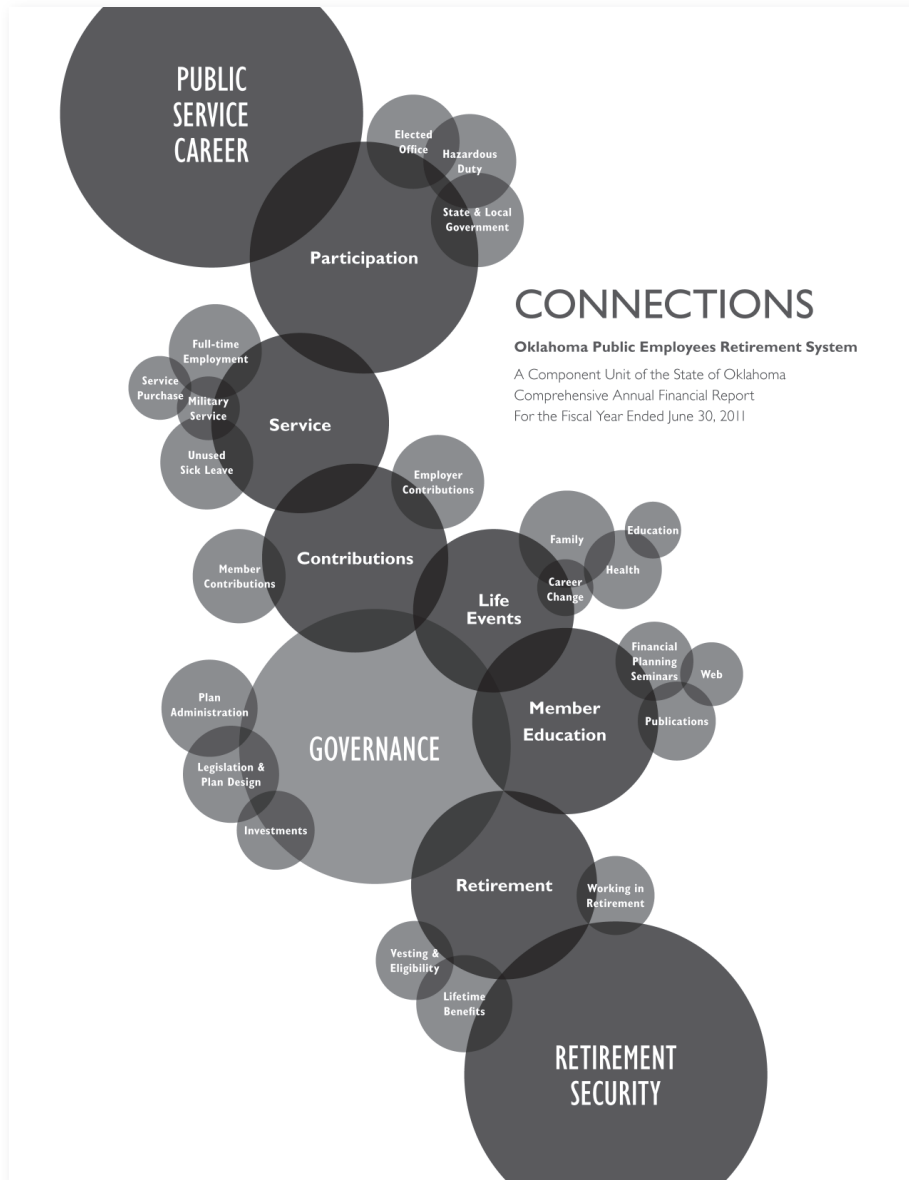 PUBLIC
SERVICE
CAREER
Elected
Office
Hazardous
Duty
State & Local
Government
Participation
CONNECTIONS
Oklahoma Public Employees Retirement System
A Component Unit of the State of Oklahoma
Comprehensive Annual Financial Report
For the Fiscal Year Ended June 30, 2011
Full-time
Employment
Service
Purchase
Military
Service
Service
Unused
Sick Leave
Employer
Contributions
Contributions
Member
Contributions
Family
Education
Health
Career
Change
Life
Events
Financial
Planning
Seminars
Web
Publications
Member
Education
Plan
Administration
GOVERNANCE
Legislation &
Plan Design
Investments
Retirement
Working in
Retirement
Vesting &
Eligibility
Lifetime
Benefits
RETIREMENT
SECURITY